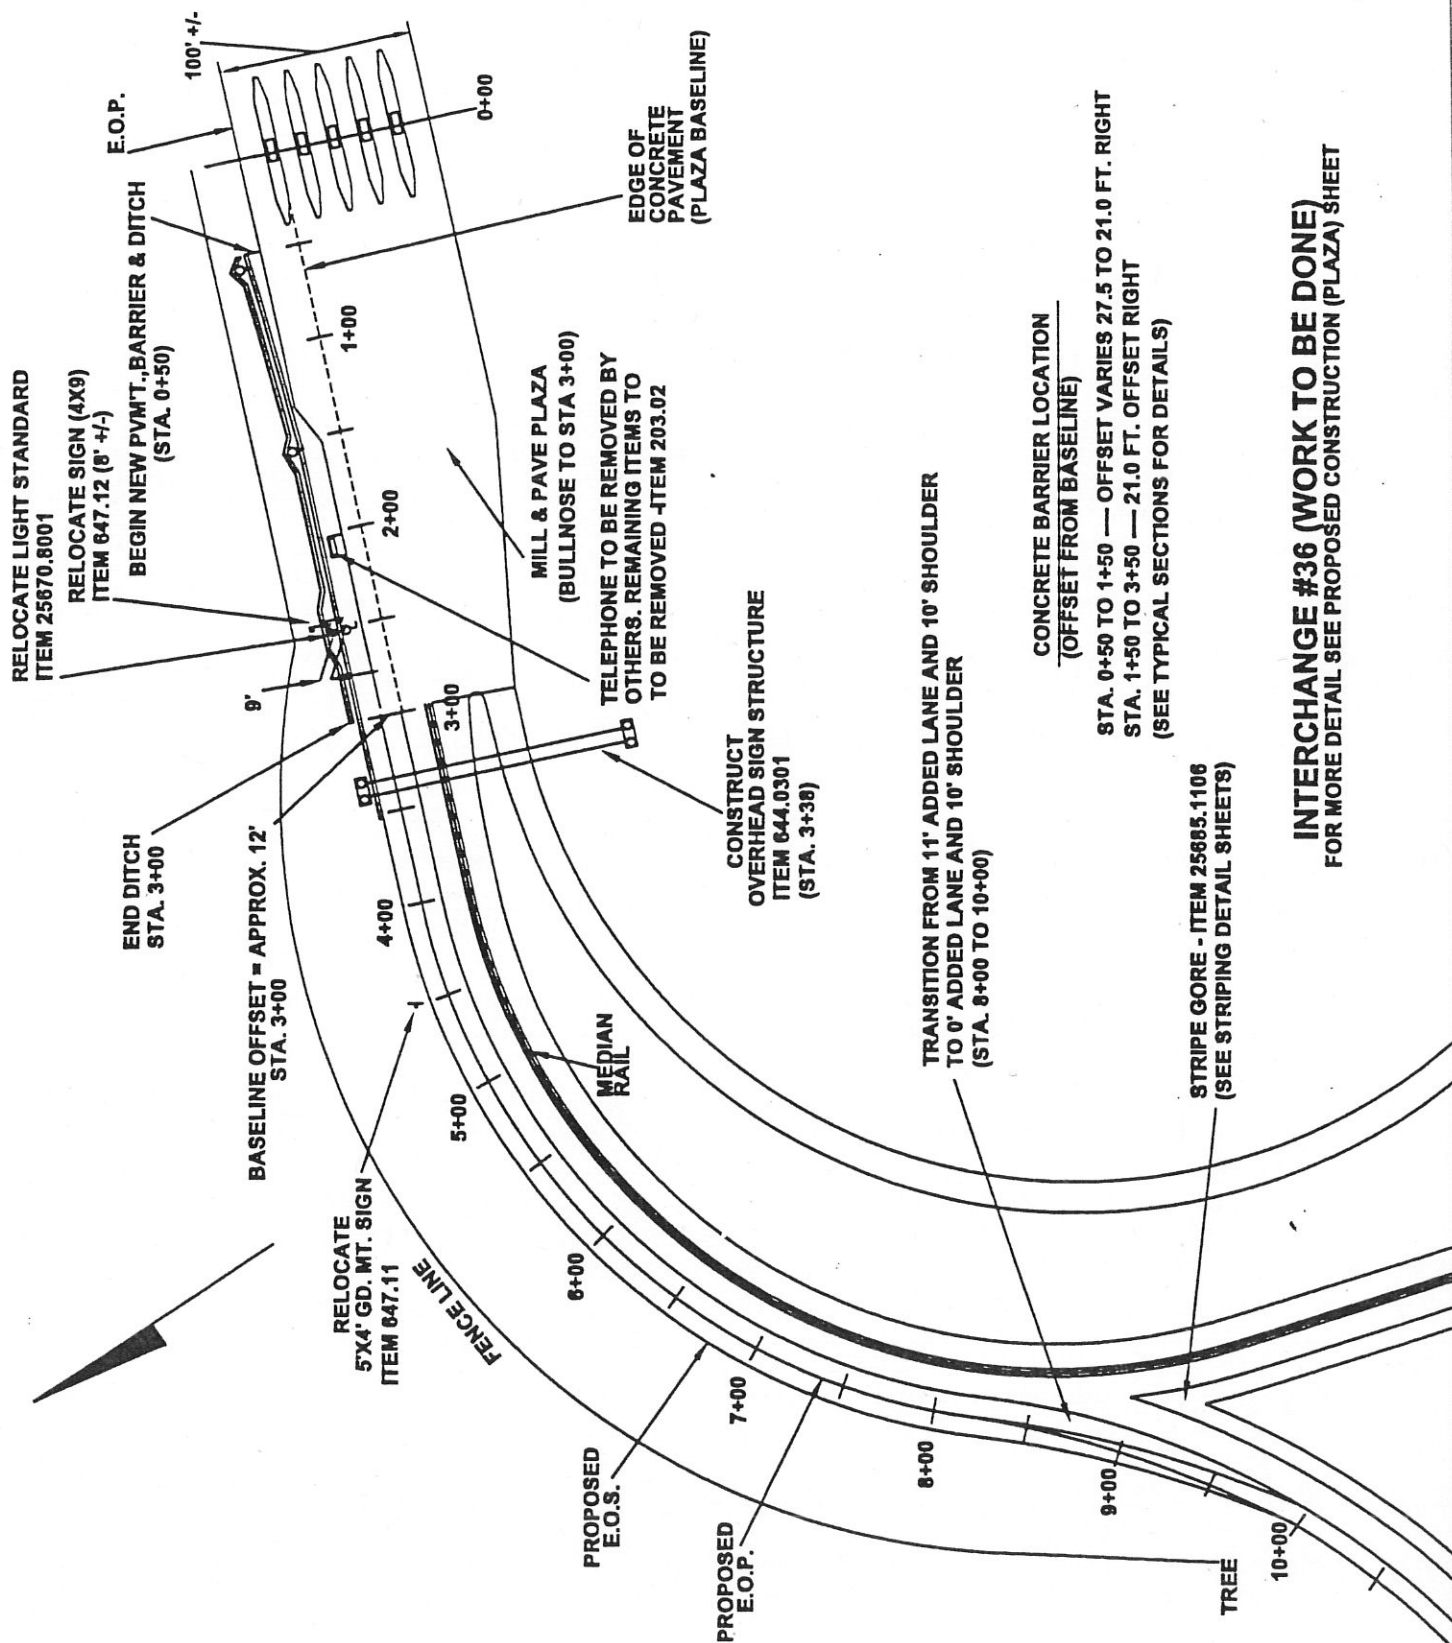 RELOCATE LIGHT STANDARD
ITEM 25670.8001
RELOCATE SIGN (4X9)
ITEM 647.12 (8' +/-)
BEGIN NEW PVM'T.,BARRIER & DITCH
(STA. 0+50)
E.O.P.
100' +/-
0+00
EDGE OF
CONCRETE
PAVEMENT
(PLAZA BASELINE)
1+00
2+00
9'
3+00
MILL & PAVE PLAZA
(BULLNOSE TO STA 3+00)
TELEPHONE TO BE REMOVED BY
OTHERS. REMAINING ITEMS TO
TO BE REMOVED -ITEM 203.02
END DITCH
STA. 3+00
BASELINE OFFSET = APPROX. 12'
STA. 3+00
CONSTRUCT
OVERHEAD SIGN STRUCTURE
ITEM 644.0301
(STA. 3+38)
4+00
5+00
RELOCATE
5'X4' GD. MT. SIGN
ITEM 647.11
MEDIAN
RAIL
FENCE LINE
6+00
7+00
PROPOSED
E.O.S.
PROPOSED
E.O.P.
8+00
9+00
10+00
TREE
TRANSITION FROM 11' ADDED LANE AND 10' SHOULDER
TO 0' ADDED LANE AND 10' SHOULDER
(STA. 8+00 TO 10+00)
CONCRETE BARRIER LOCATION
(OFFSET FROM BASELINE)
STA. 0+50 TO 1+50 — OFFSET VARIES 27.5 TO 21.0 FT. RIGHT
STA. 1+50 TO 3+50 — 21.0 FT. OFFSET RIGHT
(SEE TYPICAL SECTIONS FOR DETAILS)
STRIPE GORE - ITEM 25685.1106
(SEE STRIPING DETAIL SHEETS)
INTERCHANGE #36 (WORK TO BE DONE)
FOR MORE DETAIL SEE PROPOSED CONSTRUCTION (PLAZA) SHEET